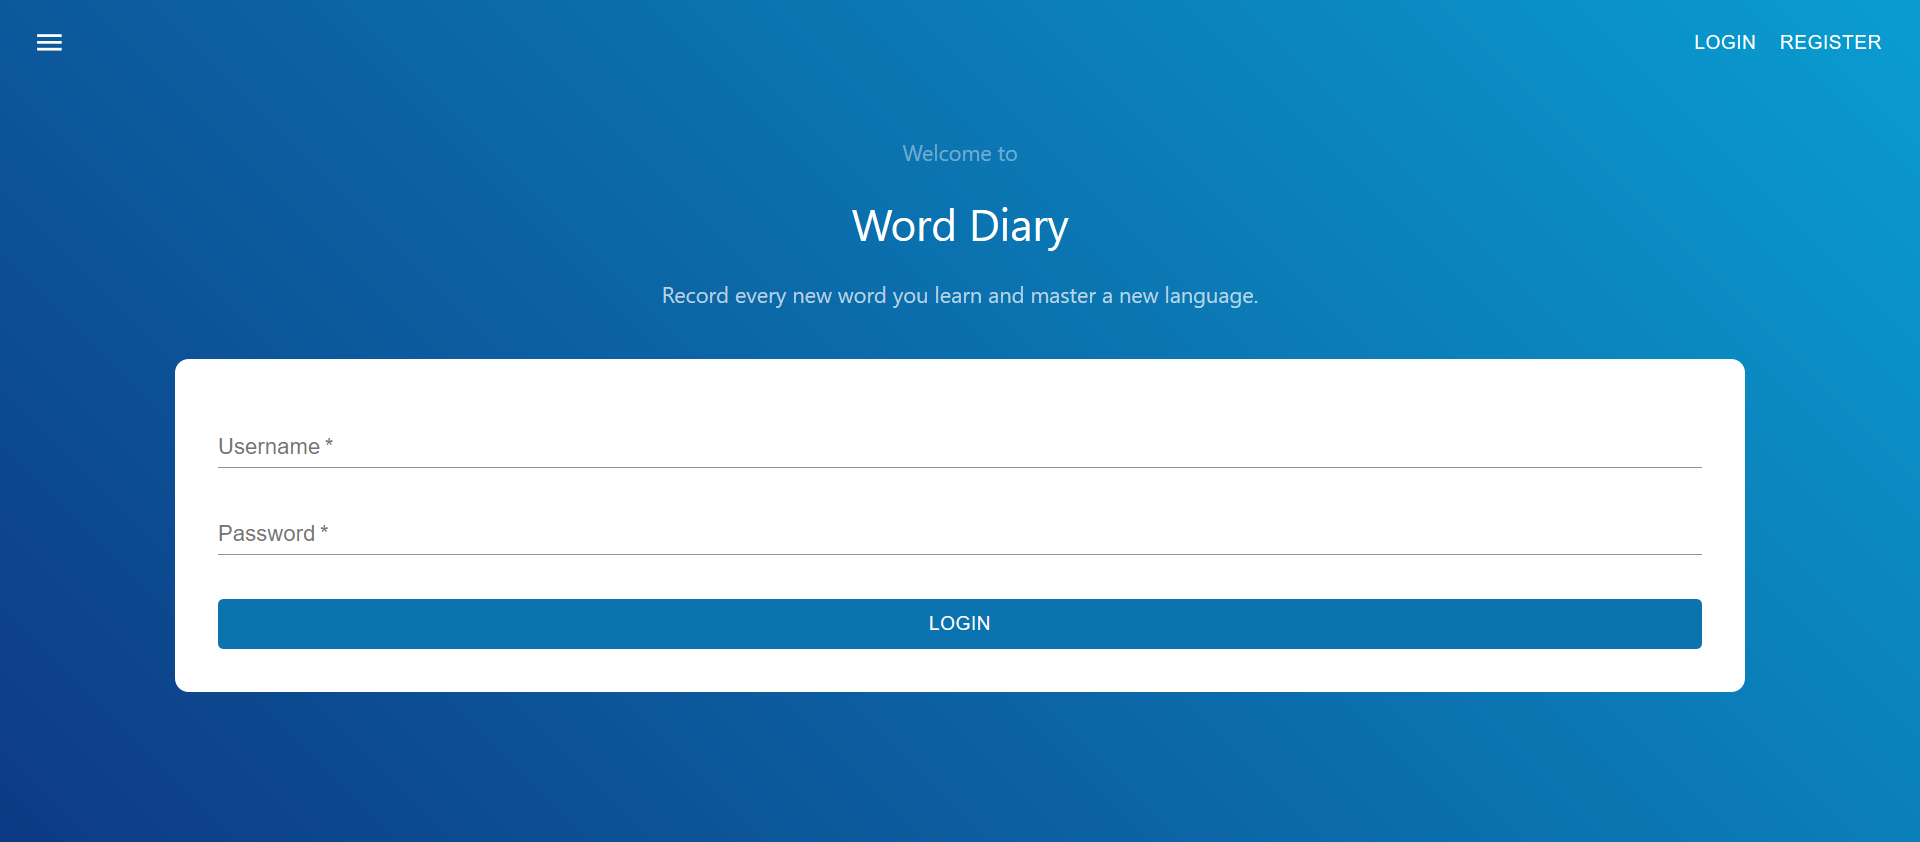 LOGIN REGISTER
Welcome to
Word Diary
Record every new word you learn and master a new language.
Username *
Password *
LOGIN